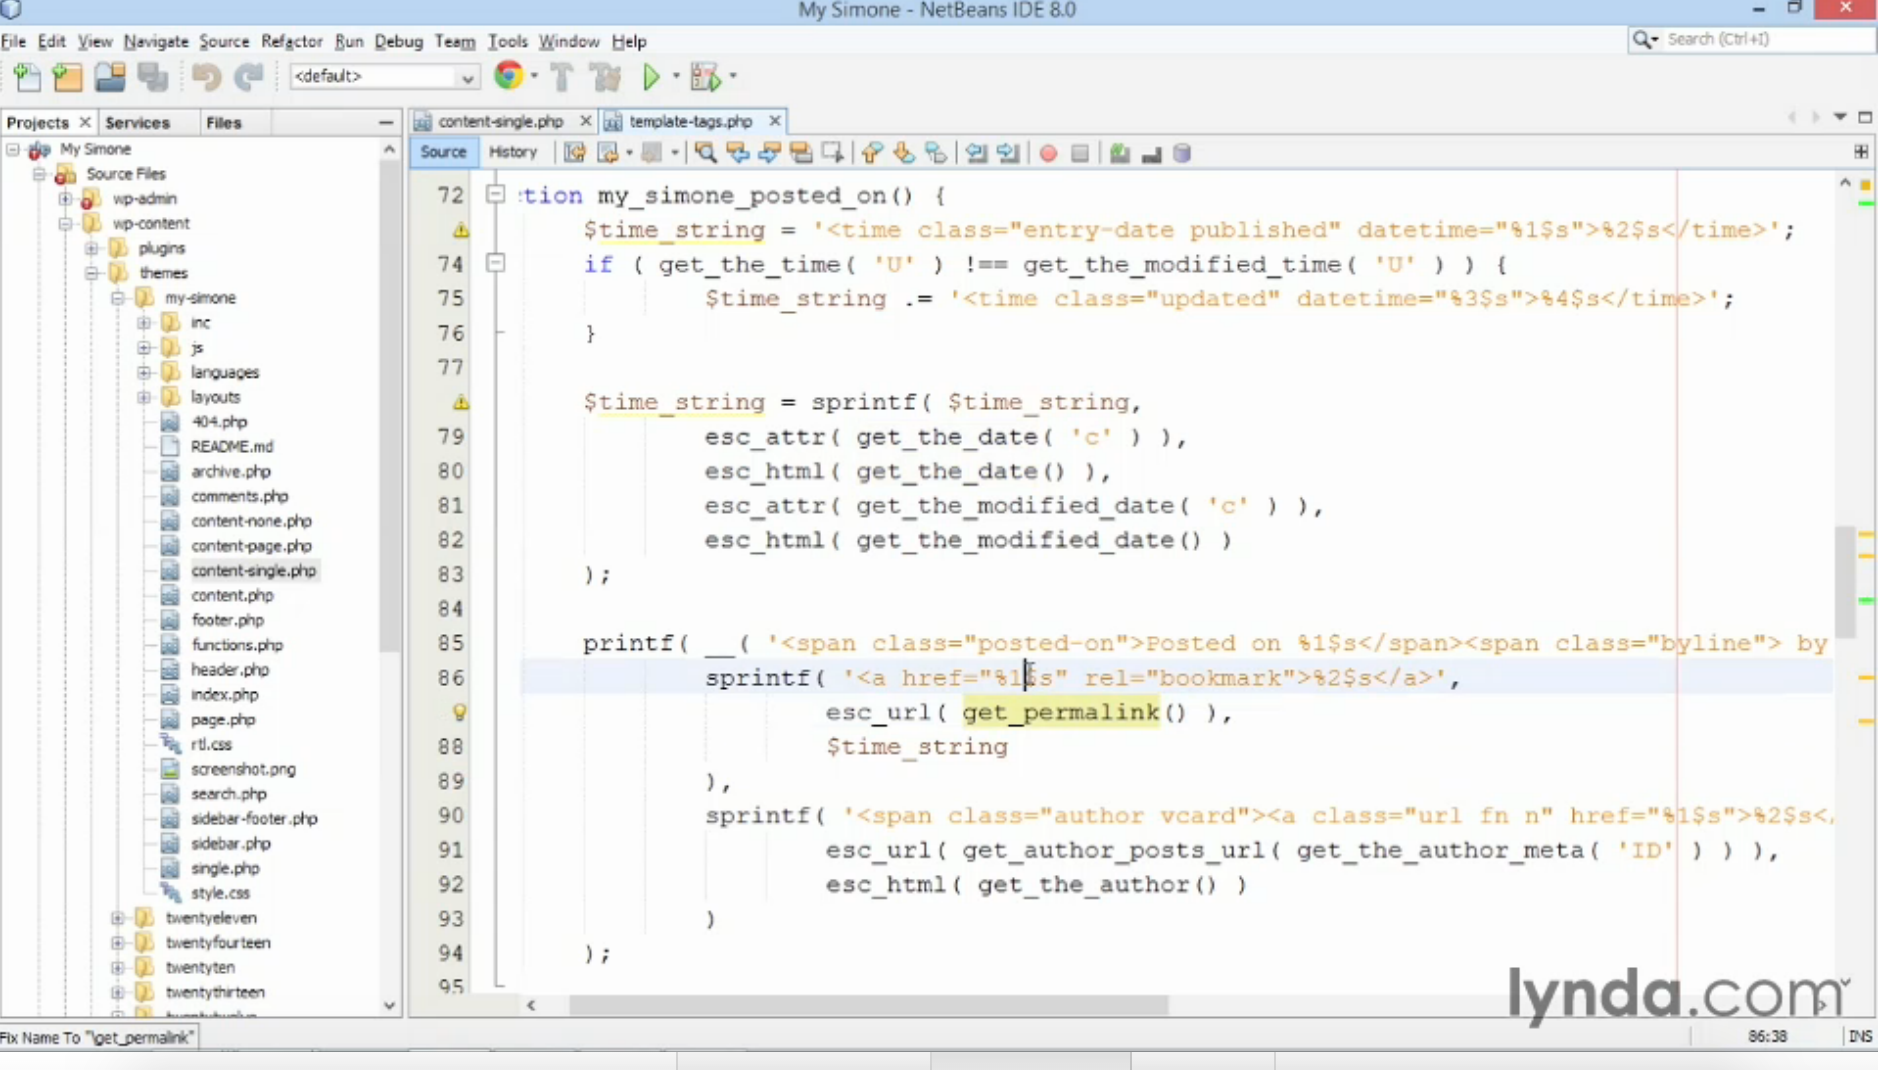 My Simone - NetBeans IDE 8.0
File Edit View Navigate Source Refactor Run Debug Team Tools Window Help
Search (Ctrl+I)
<default>
Projects Services Files
content-single.php template-tags.php
Source History
My Simone
Source Files
wp-admin
wp-content
plugins
themes
my-simone
inc
js
languages
layouts
404.php
README.md
archive.php
comments.php
content-none.php
content-page.php
content-single.php
content.php
footer.php
functions.php
header.php
index.php
page.php
rtl.css
screenshot.png
search.php
sidebar-footer.php
sidebar.php
single.php
style.css
twentyeleven
twentyfourteen
twentyten
twentythirteen
72 tion my_simone_posted_on() {
$time_string = '<time class="entry-date published" datetime="%1$s">%2$s</time>';
74 if ( get_the_time( 'U' ) !== get_the_modified_time( 'U' ) ) {
75 $time_string .= '<time class="updated" datetime="%3$s">%4$s</time>';
76 }
77
$time_string = sprintf( $time_string,
79 esc_attr( get_the_date( 'c' ) ),
80 esc_html( get_the_date() ),
81 esc_attr( get_the_modified_date( 'c' ) ),
82 esc_html( get_the_modified_date() )
83 );
84
85 printf( __( '<span class="posted-on">Posted on %1$s</span><span class="byline"> by
86 sprintf( '<a href="%1$s" rel="bookmark">%2$s</a>',
esc_url( get_permalink() ),
88 $time_string
89 ),
90 sprintf( '<span class="author vcard"><a class="url fn n" href="%1$s">%2$s</
91 esc_url( get_author_posts_url( get_the_author_meta( 'ID' ) ) ),
92 esc_html( get_the_author() )
93 )
94 );
95
lynda.com
Fix Name To "\get_permalink"
86:38 INS